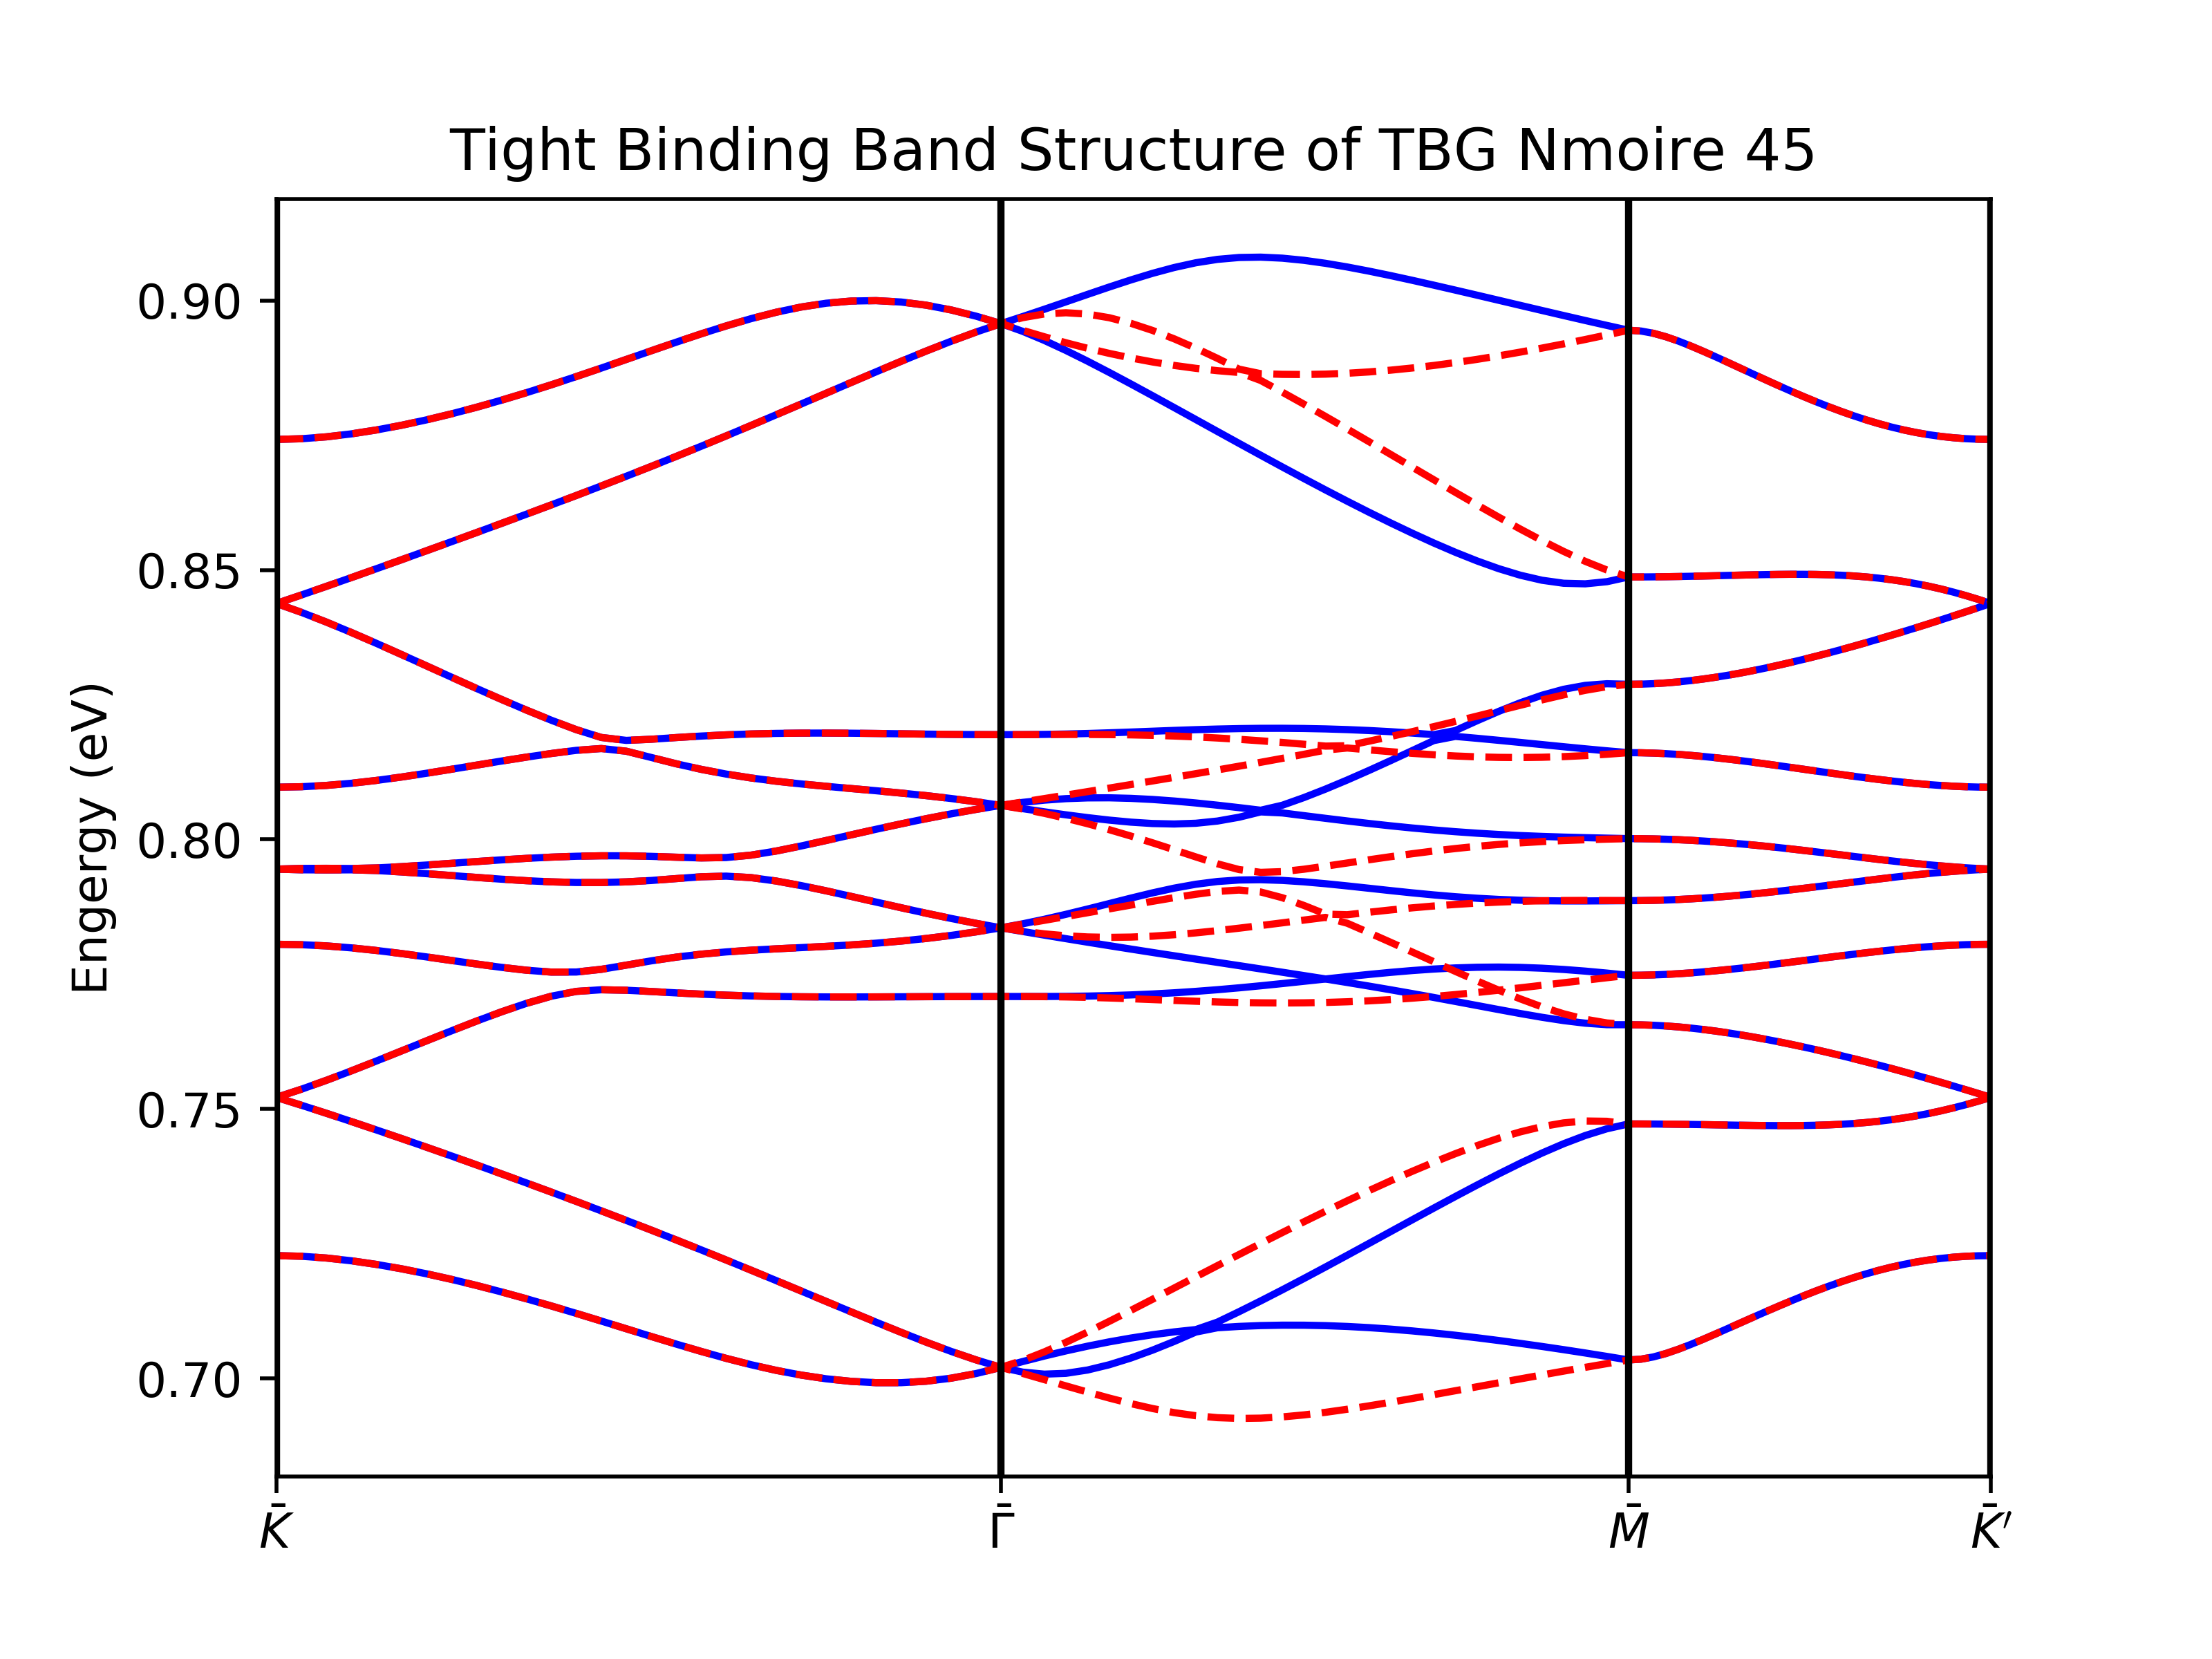 Tight Binding Band Structure of TBG Nmoire 45
Engergy (eV)
0.90
0.85
0.80
0.75
0.70
K̄
Γ̄
M̄
K̄′